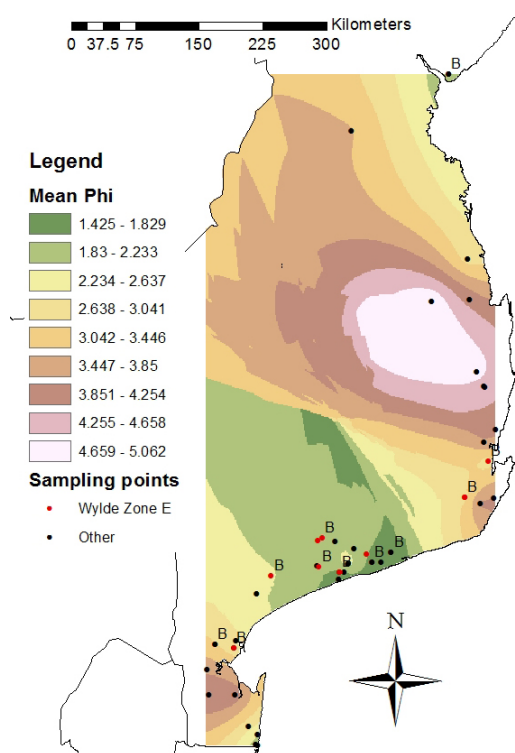 Kilometers
0 37.5 75 150 225 300
B
Legend
Mean Phi
1.425 - 1.829
1.83 - 2.233
2.234 - 2.637
2.638 - 3.041
3.042 - 3.446
3.447 - 3.85
3.851 - 4.254
4.255 - 4.658
4.659 - 5.062
Sampling points
Wylde Zone E
Other
B
B
B
B
B
B B
B
B B
N